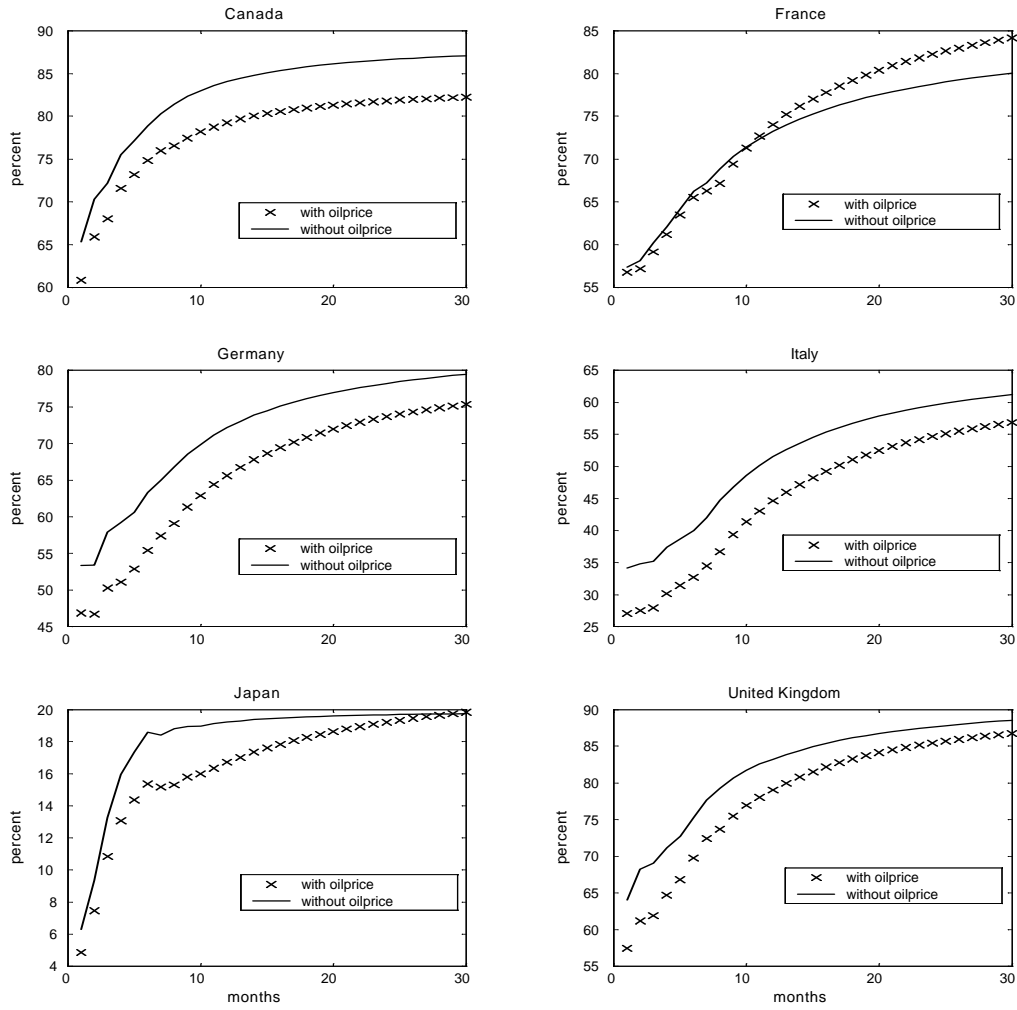 Canada
90
85
80
75
70
65
60
percent
with oilprice
without oilprice
0 10 20 30
France
85
80
75
70
65
60
55
percent
with oilprice
without oilprice
0 10 20 30
Germany
80
75
70
65
60
55
50
45
percent
with oilprice
without oilprice
0 10 20 30
Italy
65
60
55
50
45
40
35
30
25
percent
with oilprice
without oilprice
0 10 20 30
Japan
20
18
16
14
12
10
8
6
4
percent
with oilprice
without oilprice
0 10 20 30
months
United Kingdom
90
85
80
75
70
65
60
55
percent
with oilprice
without oilprice
0 10 20 30
months